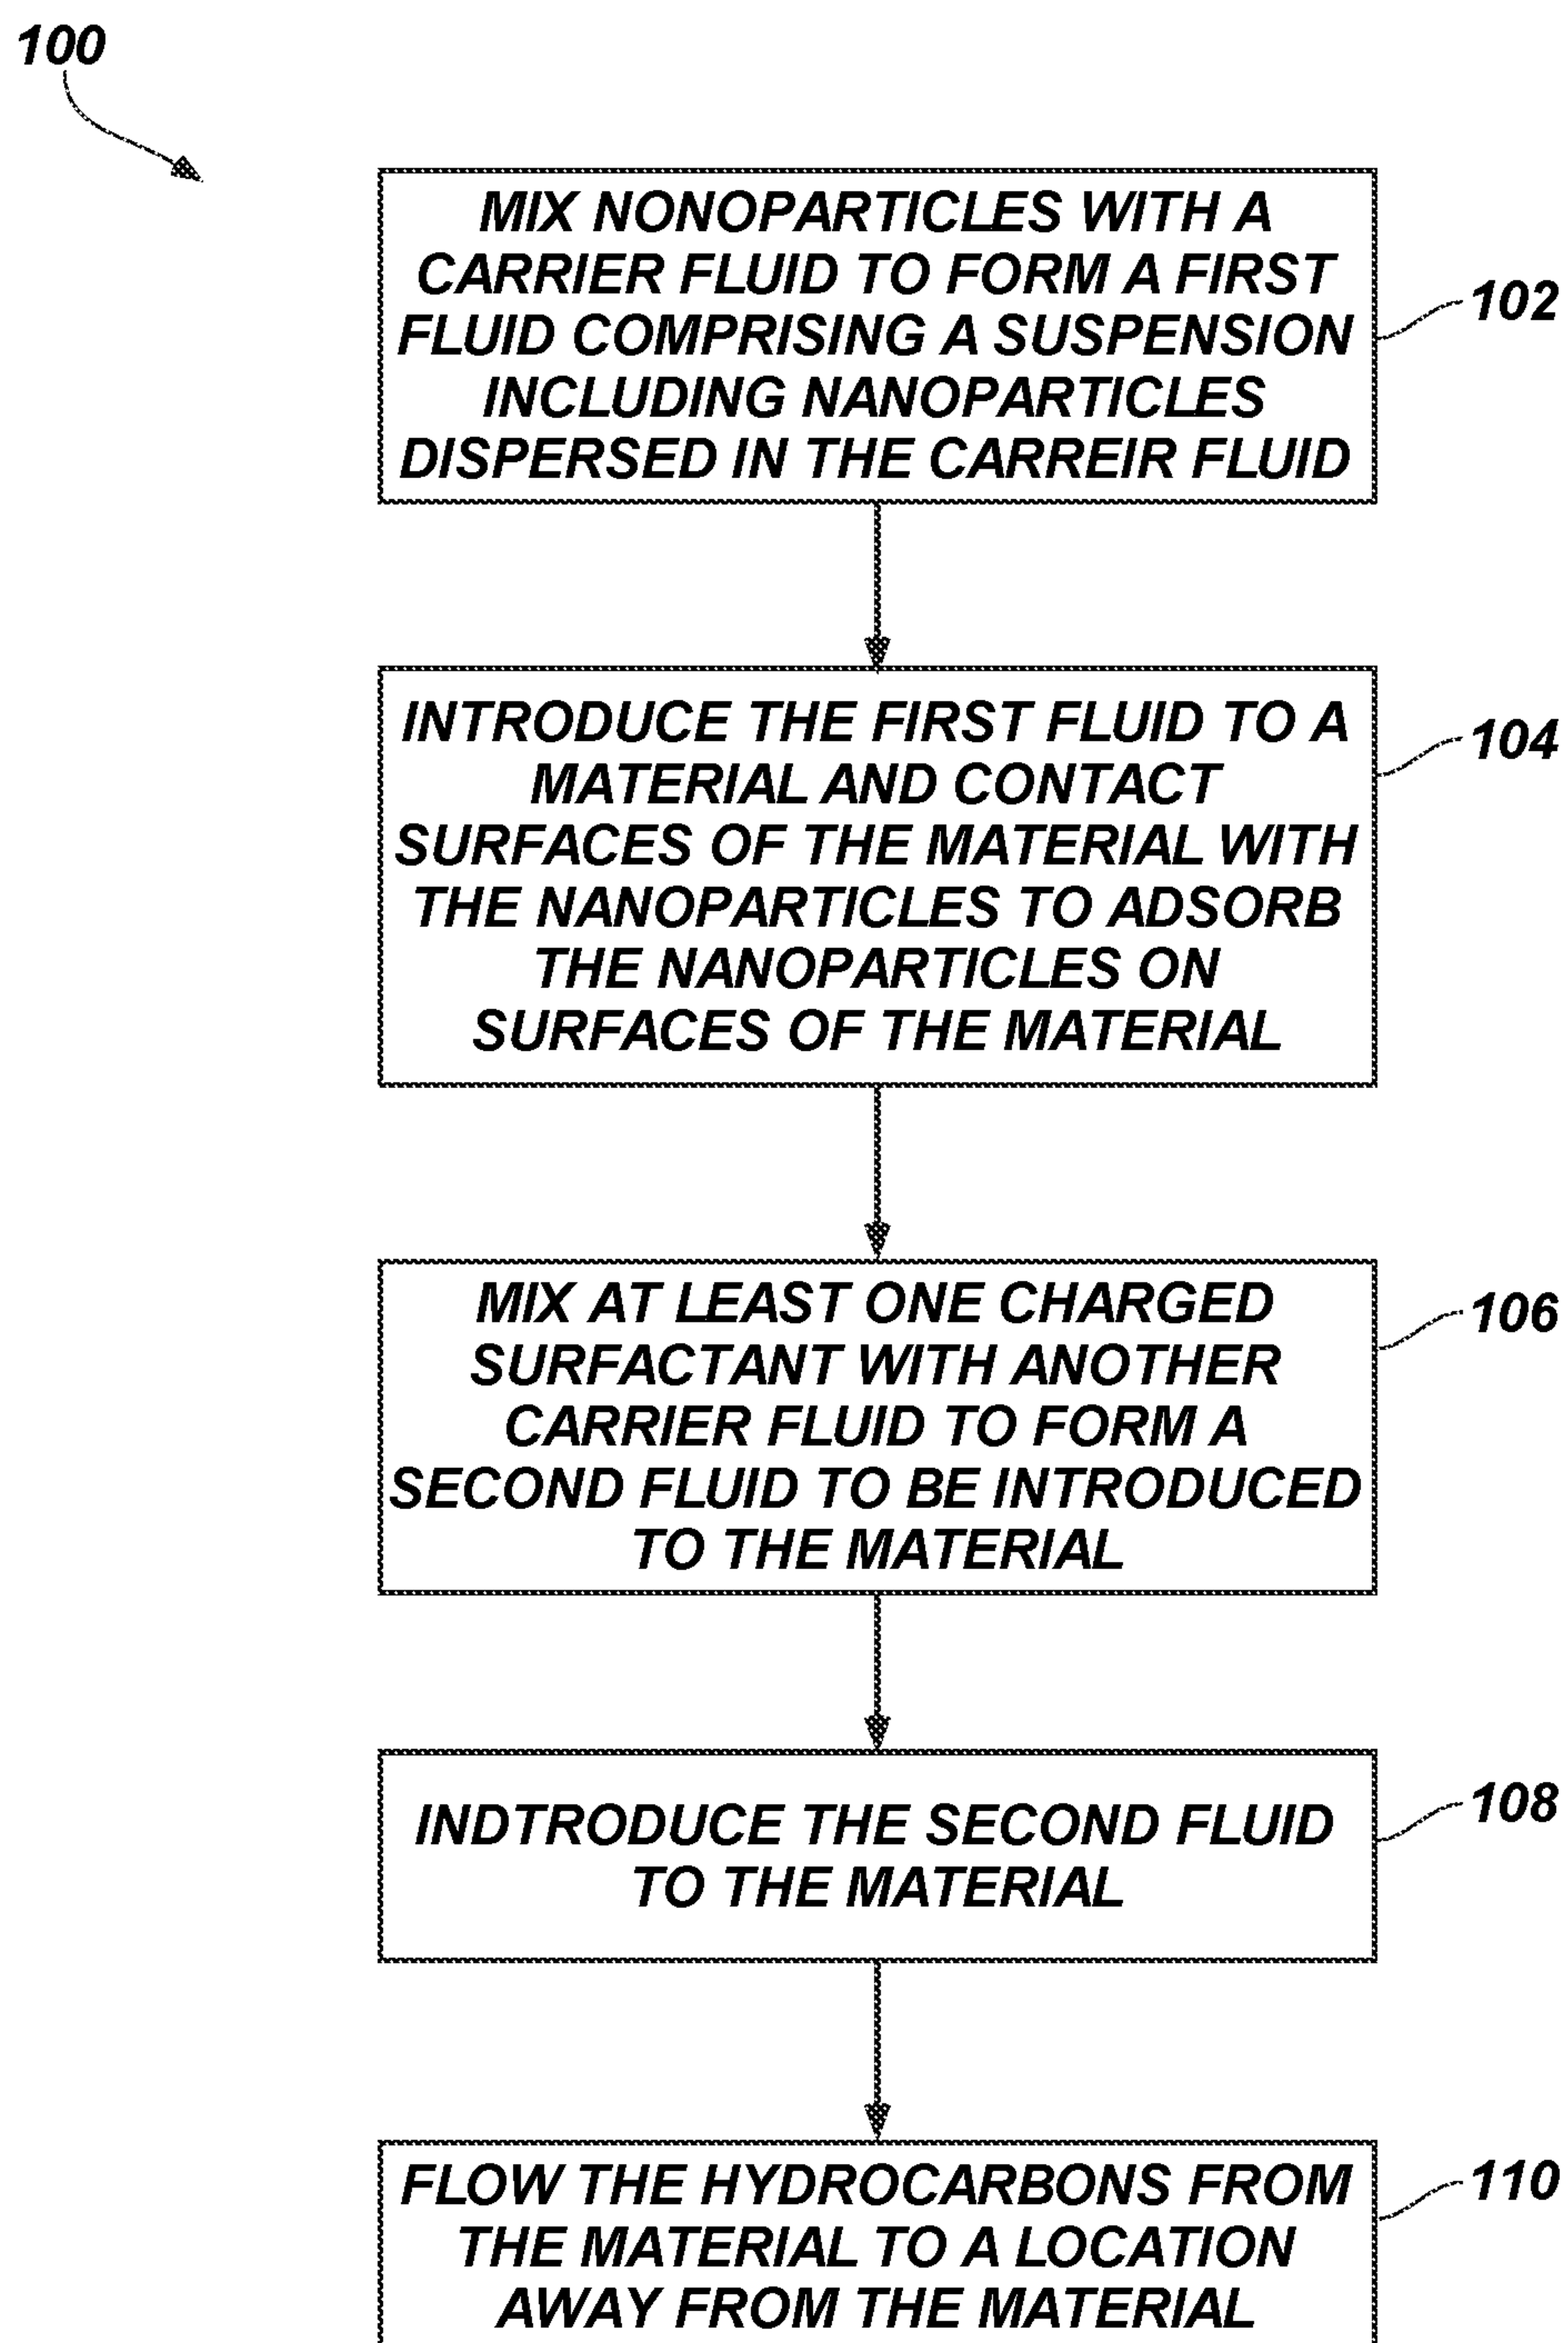 100
MIX NONOPARTICLES WITH A
CARRIER FLUID TO FORM A FIRST
FLUID COMPRISING A SUSPENSION
INCLUDING NANOPARTICLES
DISPERSED IN THE CARREIR FLUID
102
INTRODUCE THE FIRST FLUID TO A
MATERIAL AND CONTACT
SURFACES OF THE MATERIAL WITH
THE NANOPARTICLES TO ADSORB
THE NANOPARTICLES ON
SURFACES OF THE MATERIAL
104
MIX AT LEAST ONE CHARGED
SURFACTANT WITH ANOTHER
CARRIER FLUID TO FORM A
SECOND FLUID TO BE INTRODUCED
TO THE MATERIAL
106
INDTRODUCE THE SECOND FLUID
TO THE MATERIAL
108
FLOW THE HYDROCARBONS FROM
THE MATERIAL TO A LOCATION
AWAY FROM THE MATERIAL
110